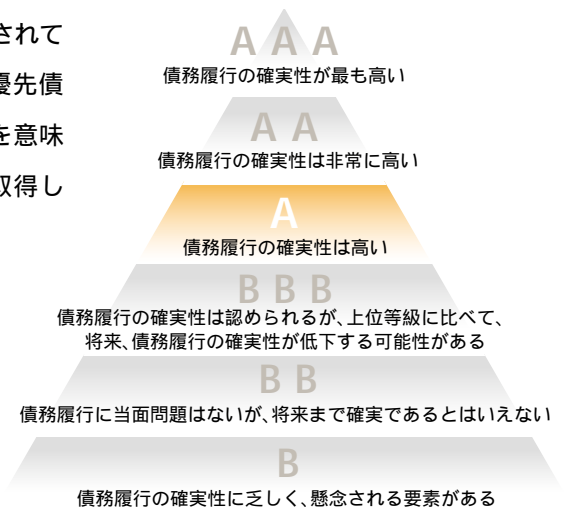 されて
優先債
を意味
取得し
AAA
債務履行の確実性が最も高い
AA
債務履行の確実性は非常に高い
A
債務履行の確実性は高い
BBB
債務履行の確実性は認められるが、上位等級に比べて、
将来、債務履行の確実性が低下する可能性がある
BB
債務履行に当面問題はないが、将来まで確実であるとはいえない
B
債務履行の確実性に乏しく、懸念される要素がある